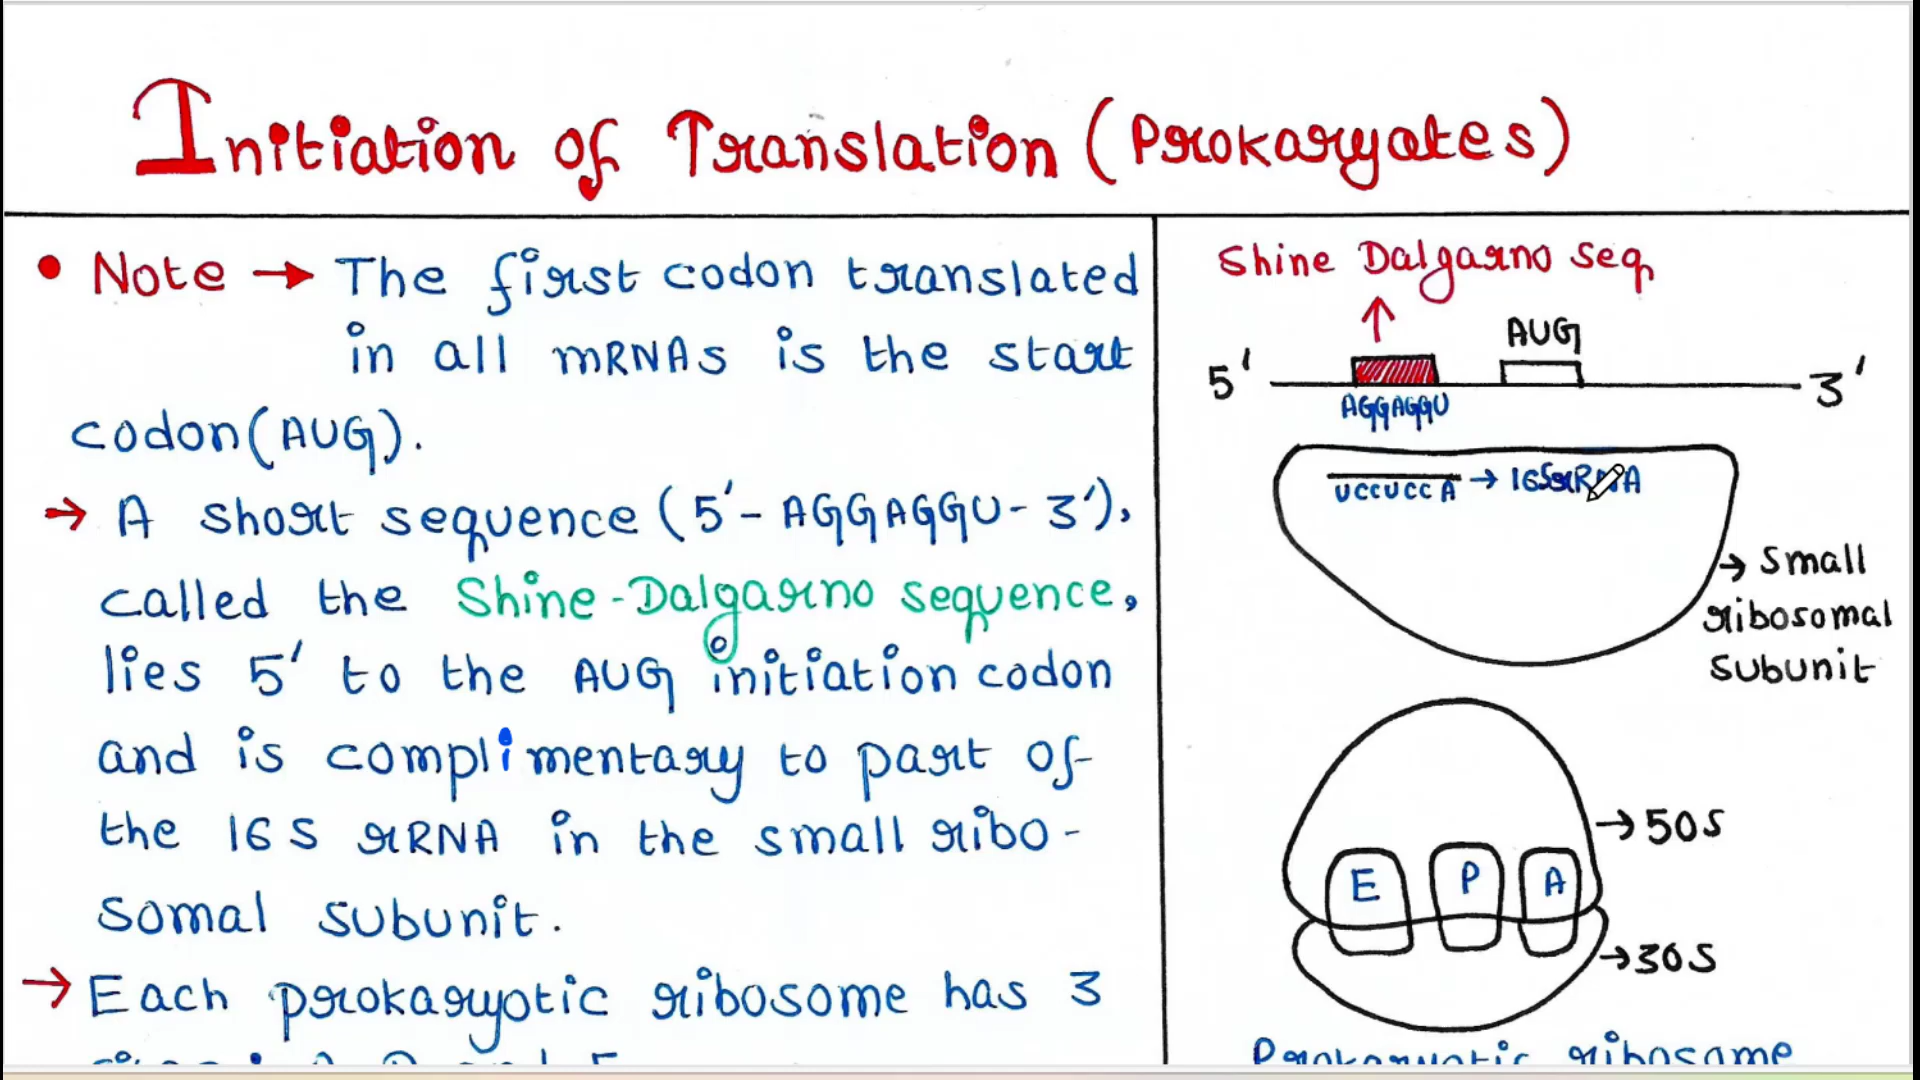 Initiation of Translation (Prokaryotes)
• Note → The first codon translated
in all mRNAs is the start
codon (AUG).
→ A short sequence (5' - AGGAGGU - 3'),
called the Shine-Dalgarno sequence,
lies 5' to the AUG initiation codon
and is complimentary to part of
the 16S rRNA in the small ribo-
somal subunit.
→ Each prokaryotic ribosome has 3
Shine Dalgarno seq
AUG
5' 3'
AGGAGGU
UCCUCCA → 16S rRNA
→ small
ribosomal
subunit
→ 50S
E P A
→ 30S
Prokaryotic ribosome